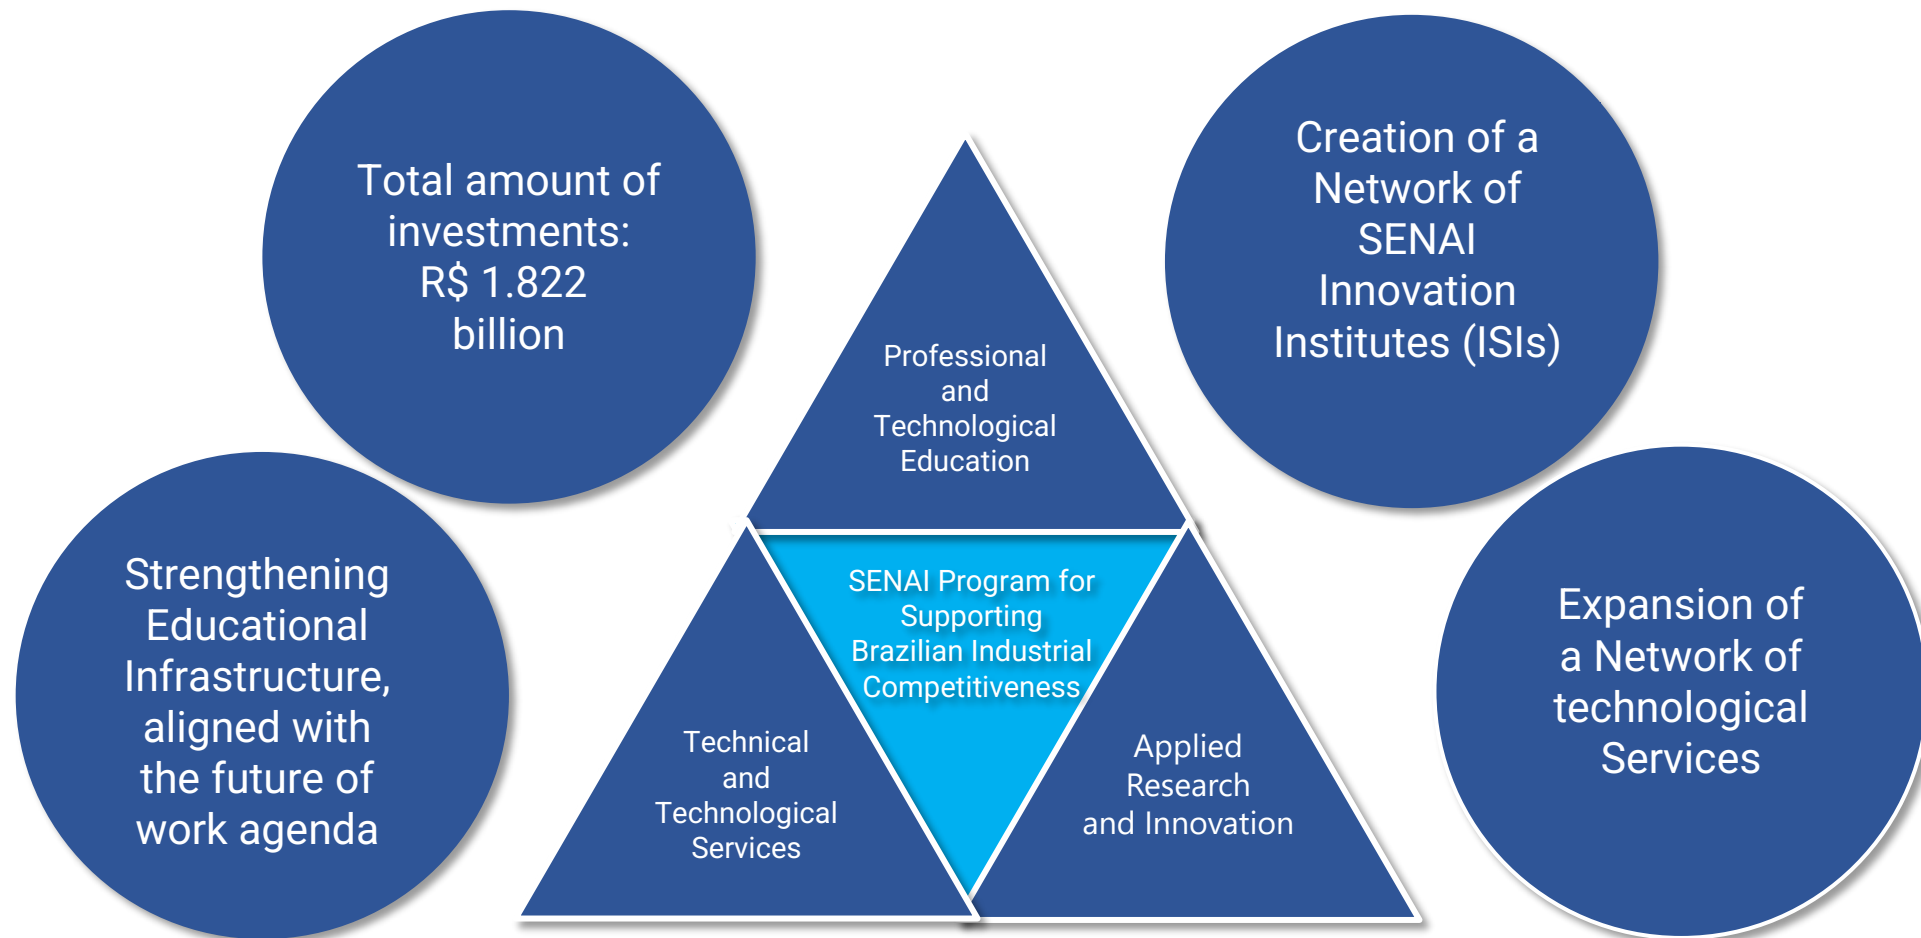 Total amount of
investments:
R$ 1.822
billion
Creation of a
Network of
SENAI
Innovation
Institutes (ISIs)
Professional
and
Technological
Education
Strengthening
Educational
Infrastructure,
aligned with
the future of
work agenda
SENAI Program for
Supporting
Brazilian Industrial
Competitiveness
Expansion of
a Network of
technological
Services
Technical
and
Technological
Services
Applied
Research
and Innovation